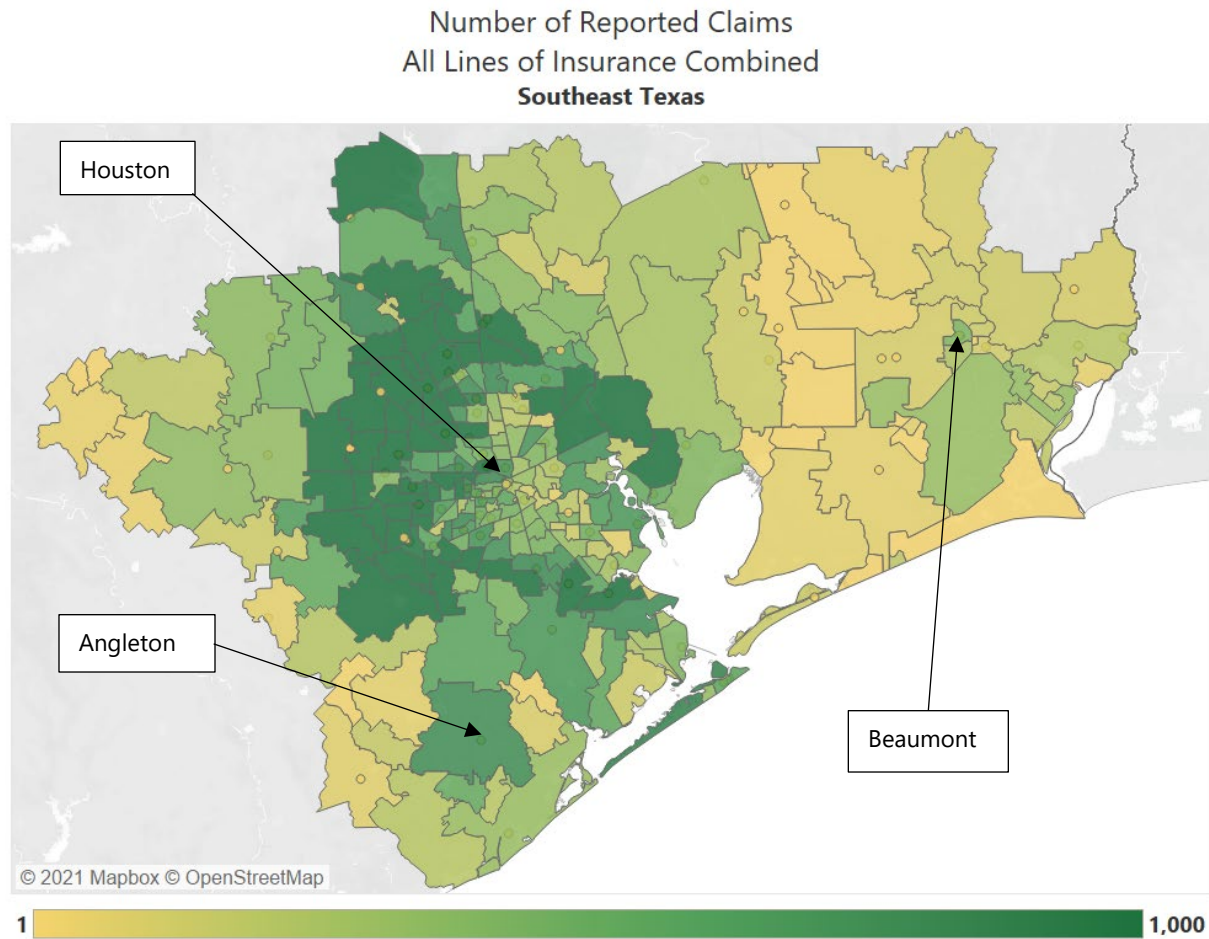 Number of Reported Claims
All Lines of Insurance Combined
Southeast Texas
Houston
Angleton
Beaumont
© 2021 Mapbox © OpenStreetMap
1
1,000